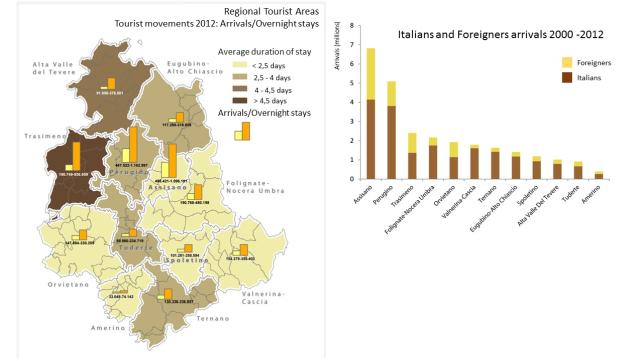 Regional Tourist Areas
Tourist movements 2012: Arrivals/Overnight stays
Average duration of stay
< 2,5 days
2,5 - 4 days
4 - 4,5 days
> 4,5 days
Arrivals/Overnight stays
Alta Valle
del Tevere
Eugubino-
Alto Chiascio
Trasimeno
Perugino
Assisano
Folignate-
Nocera Umbra
Tuderte
Spoletino
Orvietano
Valnerina-
Cascia
Amerino
Ternano
Italians and Foreigners arrivals 2000 -2012
Arrivals (millions)
8
7
6
5
4
3
2
1
0
Foreigners
Italians
Assisano
Perugino
Trasimeno
Folignate-Nocera Umbra
Orvietano
Valnerina-Cascia
Ternano
Eugubino-Alto Chiascio
Spoletino
Alta Valle Del Tevere
Tuderte
Amerino